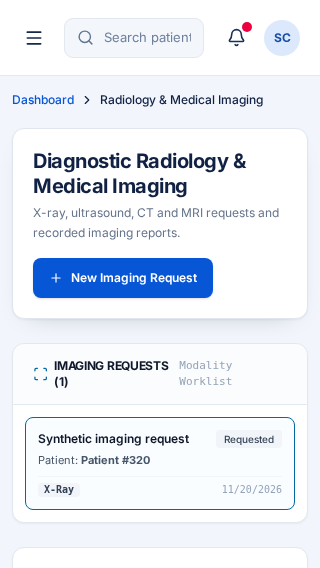 Search patient
SC
Dashboard > Radiology & Medical Imaging
Diagnostic Radiology &
Medical Imaging
X-ray, ultrasound, CT and MRI requests and
recorded imaging reports.
+ New Imaging Request
IMAGING REQUESTS
(1)
Modality
Worklist
Synthetic imaging request
Requested
Patient: Patient #320
X-Ray
11/20/2026